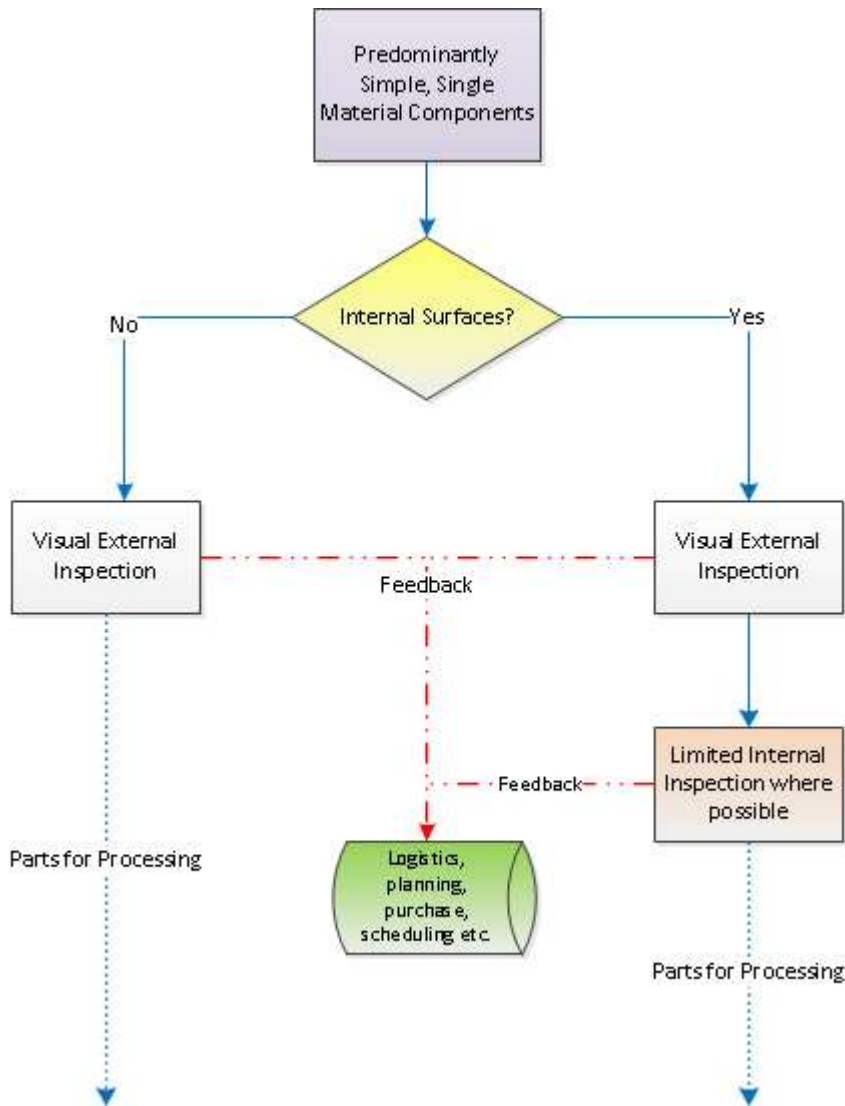 Predominantly
Simple, Single
Material Components
Internal Surfaces?
No
Yes
Visual External
Inspection
Visual External
Inspection
Feedback
Limited Internal
Inspection where
possible
Feedback
Logistics,
planning,
purchase,
scheduling etc.
Parts for Processing
Parts for Processing